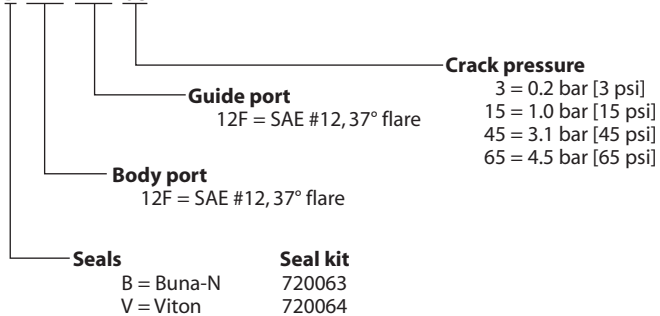 Crack pressure
3 = 0.2 bar [3 psi]
15 = 1.0 bar [15 psi]
45 = 3.1 bar [45 psi]
65 = 4.5 bar [65 psi]
Guide port
12F = SAE #12, 37° flare
Body port
12F = SAE #12, 37° flare
Seals Seal kit
B = Buna-N 720063
V = Viton 720064